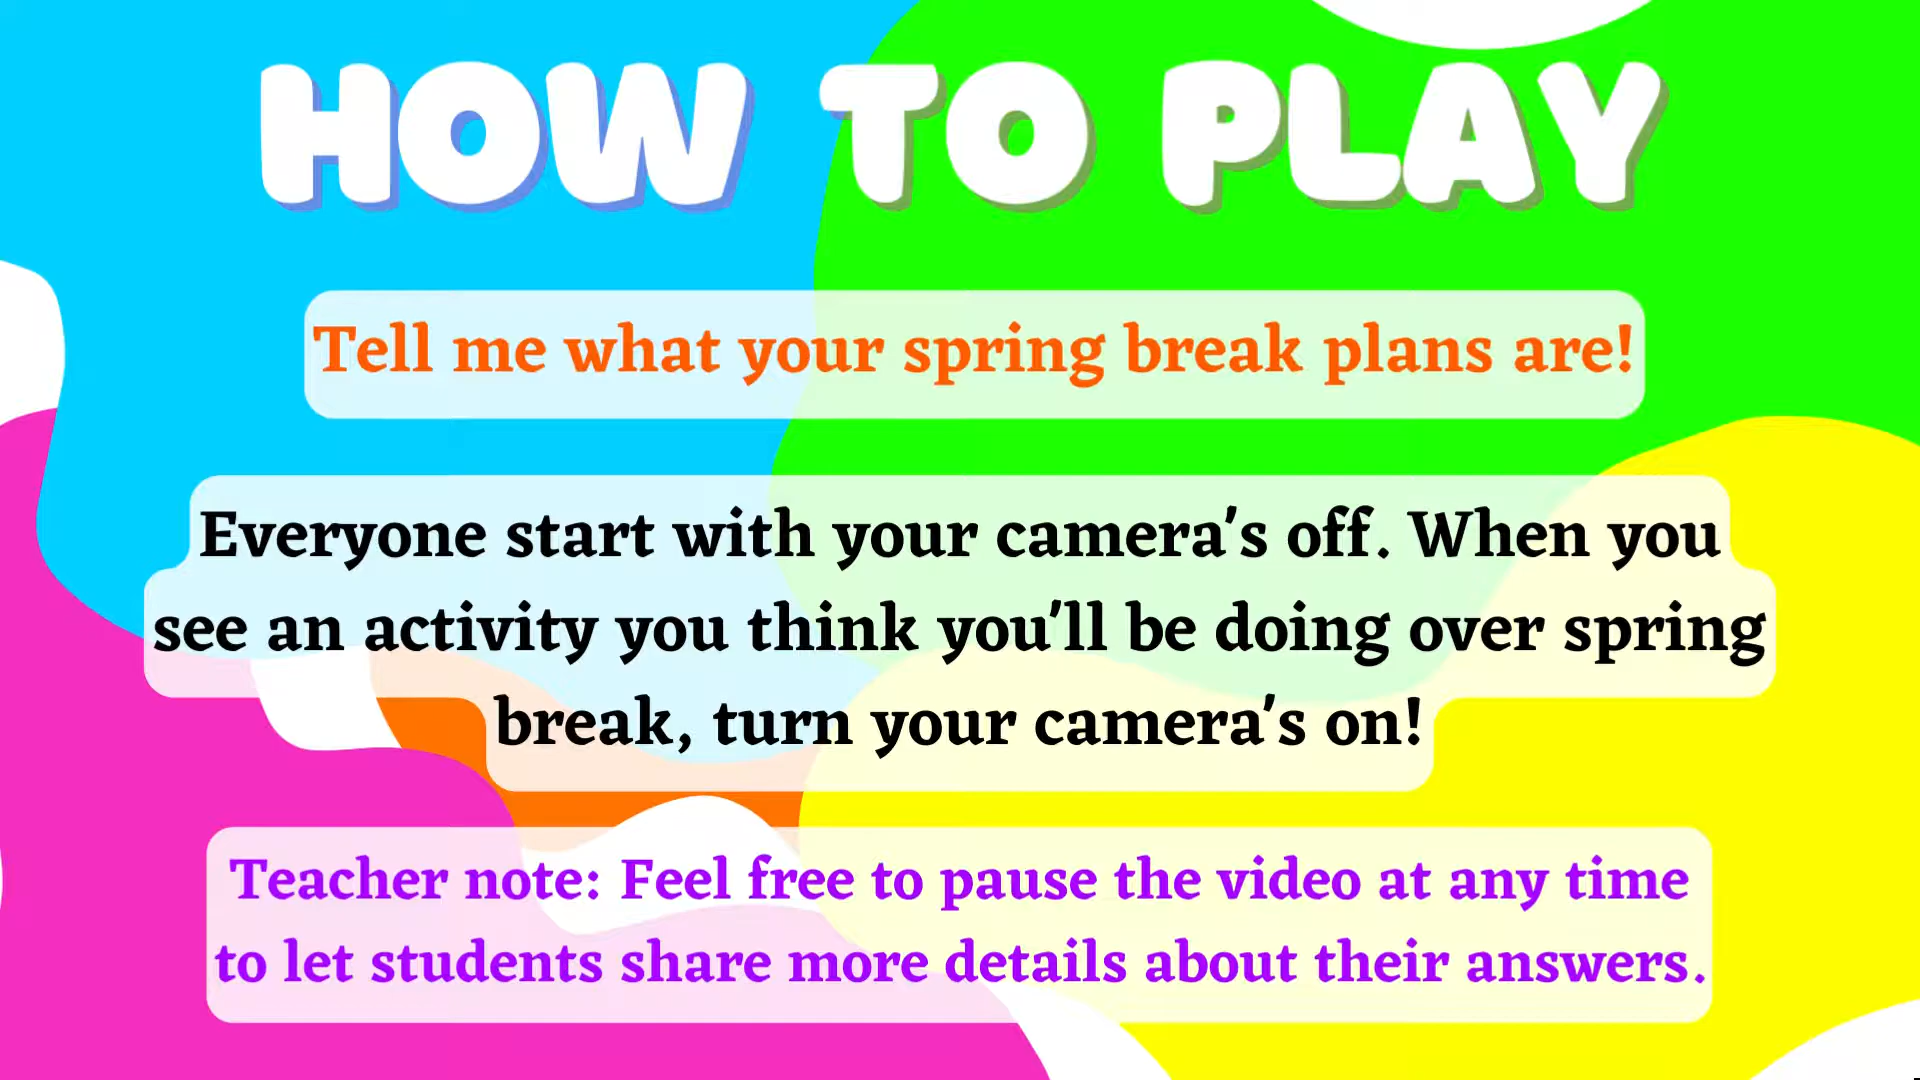 HOW TO PLAY
Tell me what your spring break plans are!
Everyone start with your camera's off. When you
see an activity you think you'll be doing over spring
break, turn your camera's on!
Teacher note: Feel free to pause the video at any time
to let students share more details about their answers.